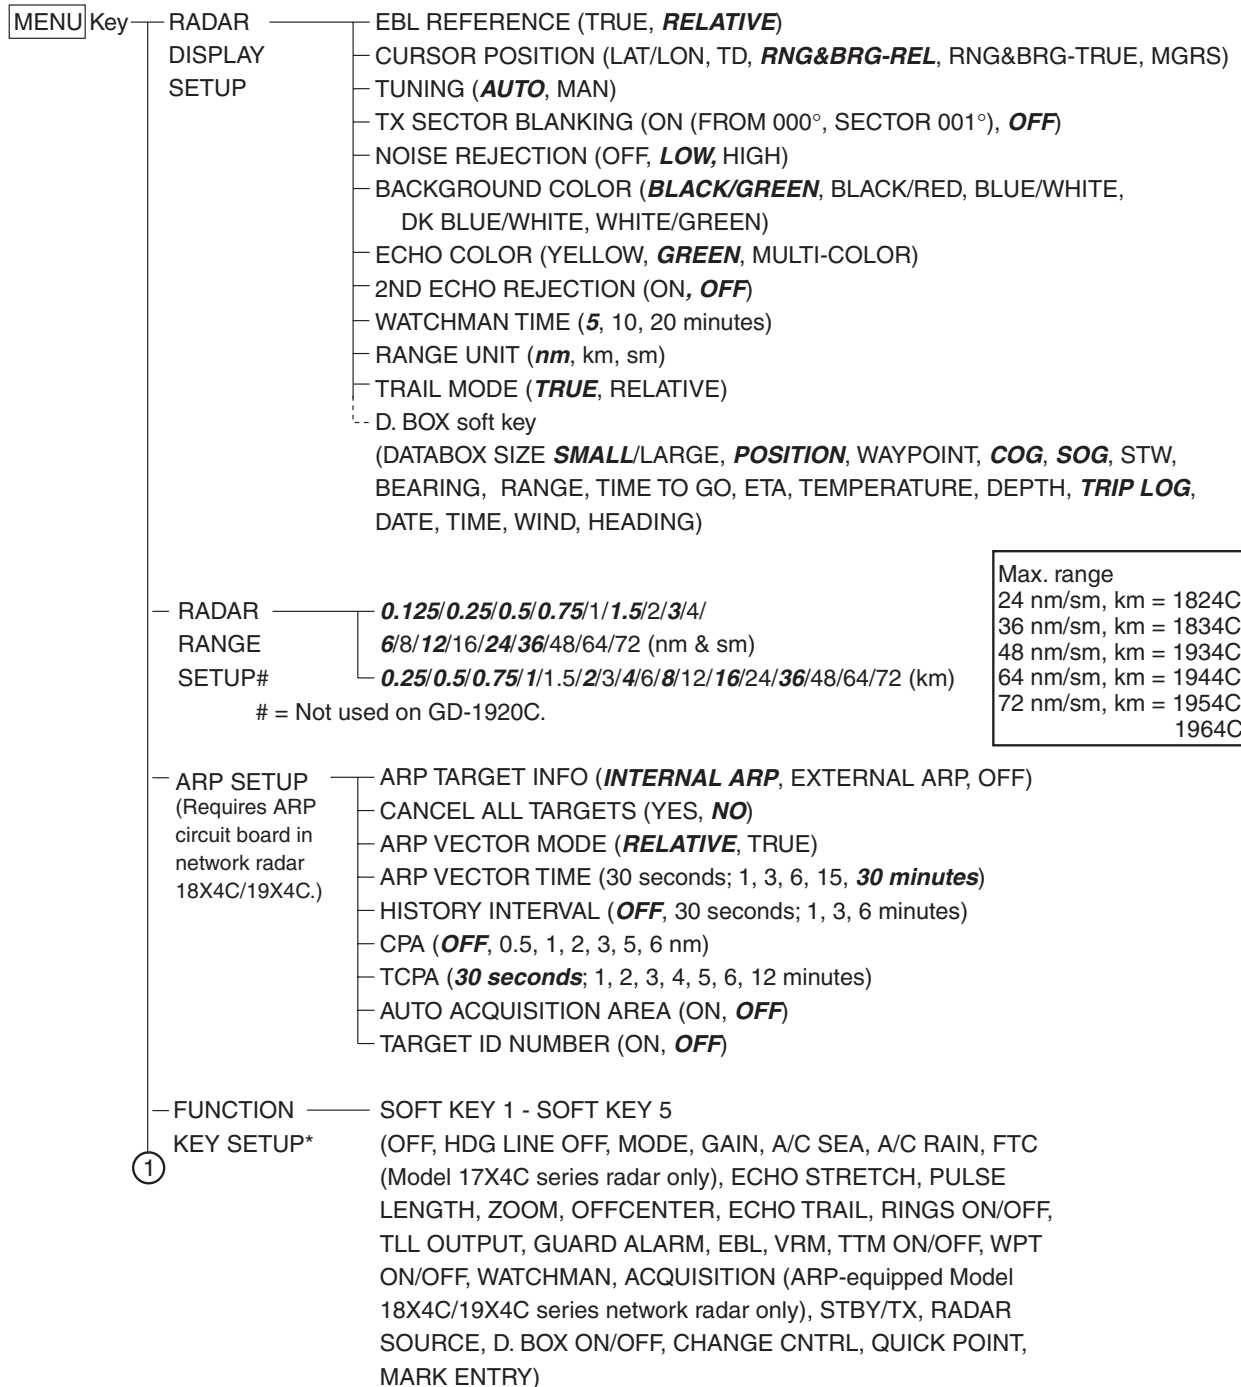 MENU Key RADAR EBL REFERENCE (TRUE, RELATIVE)
DISPLAY CURSOR POSITION (LAT/LON, TD, RNG&BRG-REL, RNG&BRG-TRUE, MGRS)
SETUP TUNING (AUTO, MAN)
TX SECTOR BLANKING (ON (FROM 000°, SECTOR 001°), OFF)
NOISE REJECTION (OFF, LOW, HIGH)
BACKGROUND COLOR (BLACK/GREEN, BLACK/RED, BLUE/WHITE,
DK BLUE/WHITE, WHITE/GREEN)
ECHO COLOR (YELLOW, GREEN, MULTI-COLOR)
2ND ECHO REJECTION (ON, OFF)
WATCHMAN TIME (5, 10, 20 minutes)
RANGE UNIT (nm, km, sm)
TRAIL MODE (TRUE, RELATIVE)
D. BOX soft key
(DATABOX SIZE SMALL/LARGE, POSITION, WAYPOINT, COG, SOG, STW,
BEARING, RANGE, TIME TO GO, ETA, TEMPERATURE, DEPTH, TRIP LOG,
DATE, TIME, WIND, HEADING)
Max. range
24 nm/sm, km = 1824C
36 nm/sm, km = 1834C
48 nm/sm, km = 1934C
64 nm/sm, km = 1944C
72 nm/sm, km = 1954C
1964C
RADAR 0.125/0.25/0.5/0.75/1/1.5/2/3/4/
RANGE 6/8/12/16/24/36/48/64/72 (nm & sm)
SETUP# 0.25/0.5/0.75/1/1.5/2/3/4/6/8/12/16/24/36/48/64/72 (km)
# = Not used on GD-1920C.
ARP SETUP ARP TARGET INFO (INTERNAL ARP, EXTERNAL ARP, OFF)
(Requires ARP
circuit board in
network radar
18X4C/19X4C.)
CANCEL ALL TARGETS (YES, NO)
ARP VECTOR MODE (RELATIVE, TRUE)
ARP VECTOR TIME (30 seconds; 1, 3, 6, 15, 30 minutes)
HISTORY INTERVAL (OFF, 30 seconds; 1, 3, 6 minutes)
CPA (OFF, 0.5, 1, 2, 3, 5, 6 nm)
TCPA (30 seconds; 1, 2, 3, 4, 5, 6, 12 minutes)
AUTO ACQUISITION AREA (ON, OFF)
TARGET ID NUMBER (ON, OFF)
FUNCTION SOFT KEY 1 - SOFT KEY 5
KEY SETUP* (OFF, HDG LINE OFF, MODE, GAIN, A/C SEA, A/C RAIN, FTC
1
(Model 17X4C series radar only), ECHO STRETCH, PULSE
LENGTH, ZOOM, OFFCENTER, ECHO TRAIL, RINGS ON/OFF,
TLL OUTPUT, GUARD ALARM, EBL, VRM, TTM ON/OFF, WPT
ON/OFF, WATCHMAN, ACQUISITION (ARP-equipped Model
18X4C/19X4C series network radar only), STBY/TX, RADAR
SOURCE, D. BOX ON/OFF, CHANGE CNTRL, QUICK POINT,
MARK ENTRY)